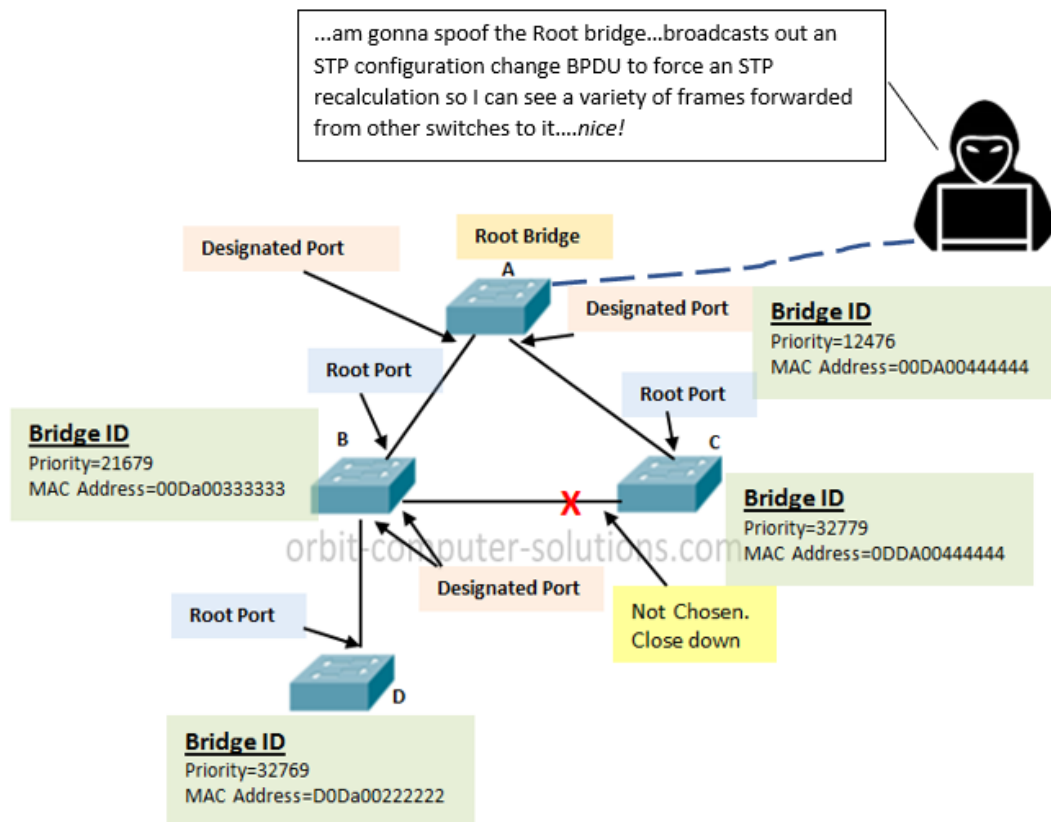 ...am gonna spoof the Root bridge...broadcasts out an
STP configuration change BPDU to force an STP
recalculation so I can see a variety of frames forwarded
from other switches to it....nice!
Designated Port
Root Bridge
A
Designated Port
Bridge ID
Priority=12476
MAC Address=00DA00444444
Root Port
Root Port
B
C
Bridge ID
Priority=21679
MAC Address=00Da00333333
X
Bridge ID
Priority=32779
MAC Address=0DDA00444444
orbit-computer-solutions.com
Designated Port
Root Port
Not Chosen.
Close down
D
Bridge ID
Priority=32769
MAC Address=D0Da00222222